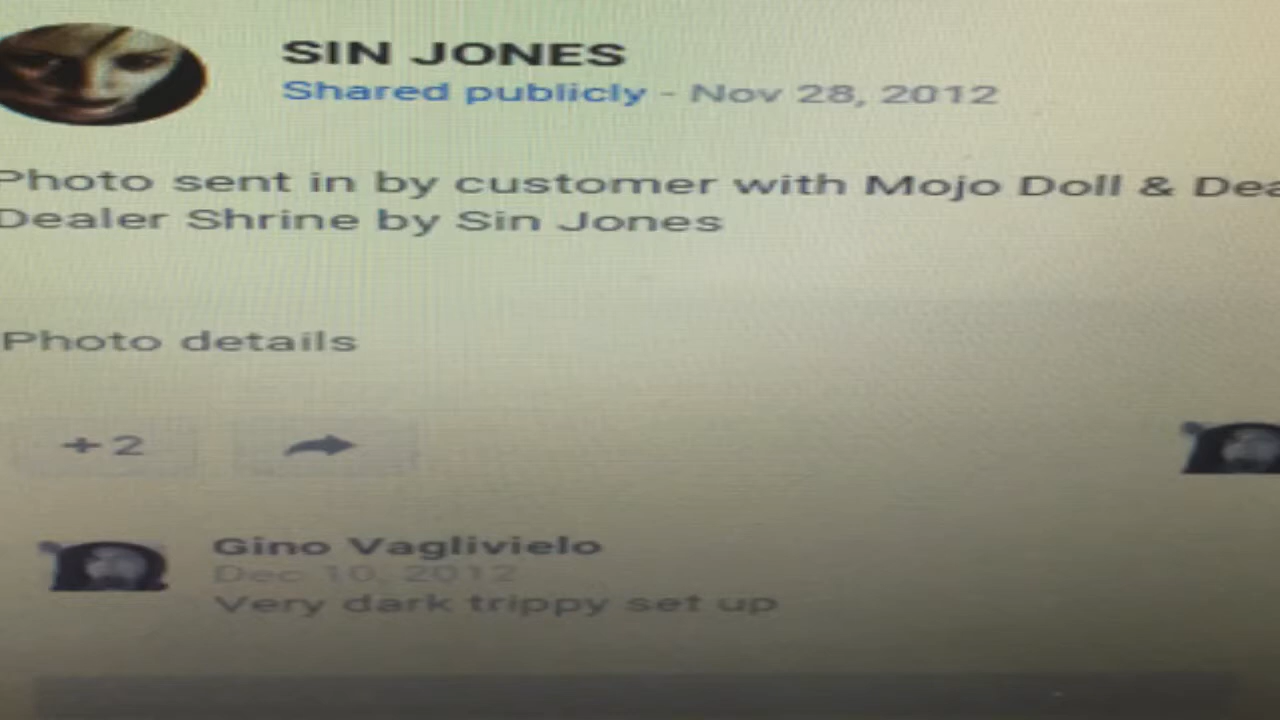 SIN JONES
Shared publicly - Nov 28, 2012
Photo sent in by customer with Mojo Doll &
Dealer Shrine by Sin Jones
Photo details
+2
Gino Vaglivielo
Dec 10, 2012
Very dark trippy set up